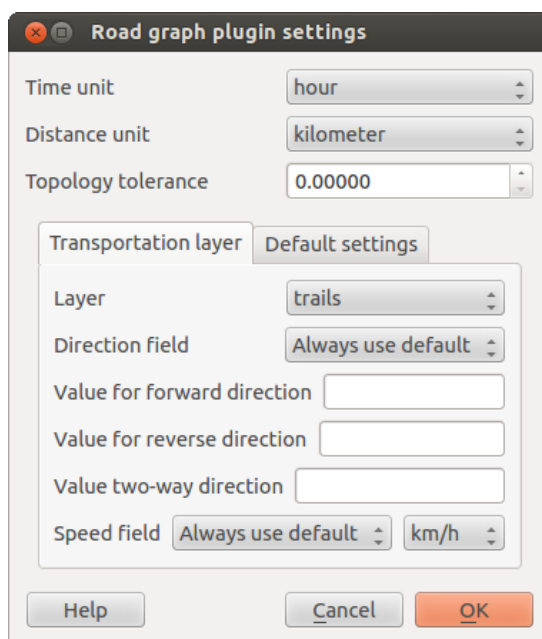 Road graph plugin settings
Time unit hour
Distance unit kilometer
Topology tolerance 0.00000
Transportation layer Default settings
Layer trails
Direction field Always use default
Value for forward direction
Value for reverse direction
Value two-way direction
Speed field Always use default km/h
Help Cancel OK